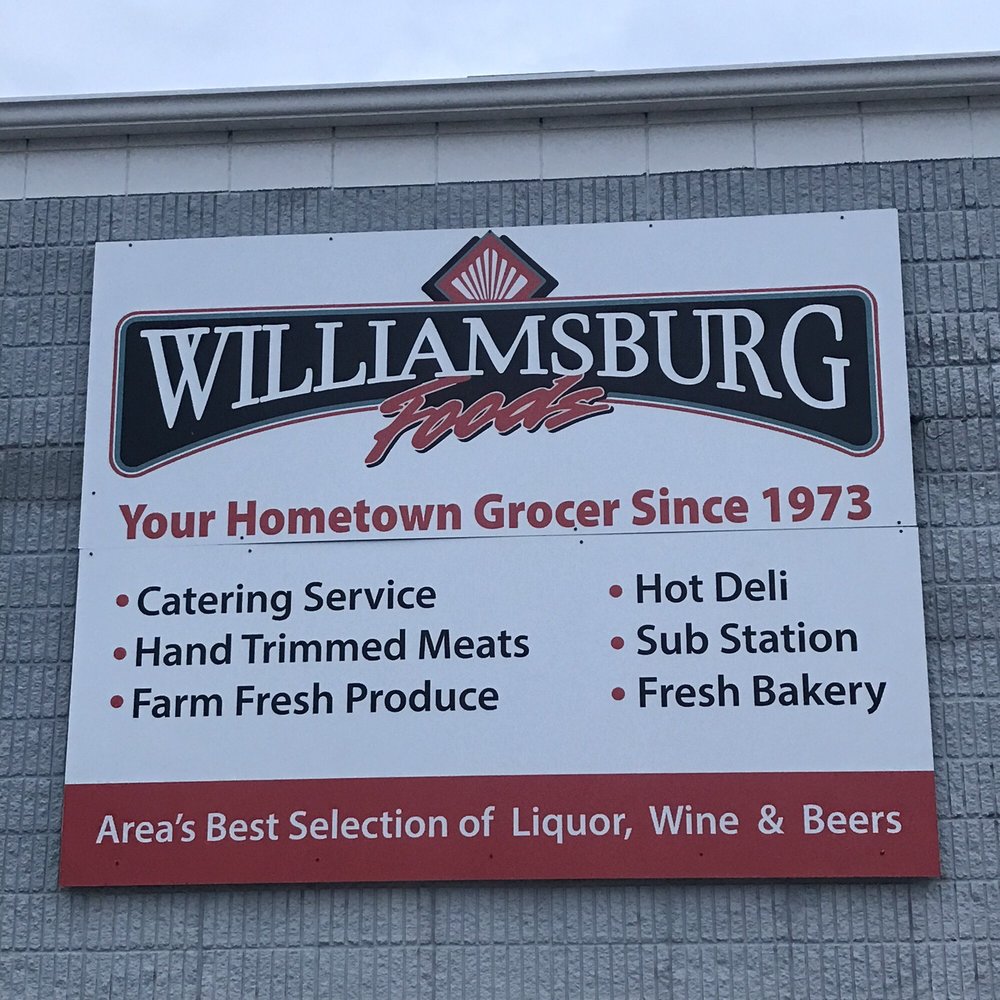 WILLIAMSBURG
Foods
Your Hometown Grocer Since 1973
• Catering Service
• Hand Trimmed Meats
• Farm Fresh Produce
• Hot Deli
• Sub Station
• Fresh Bakery
Area's Best Selection of Liquor, Wine & Beers